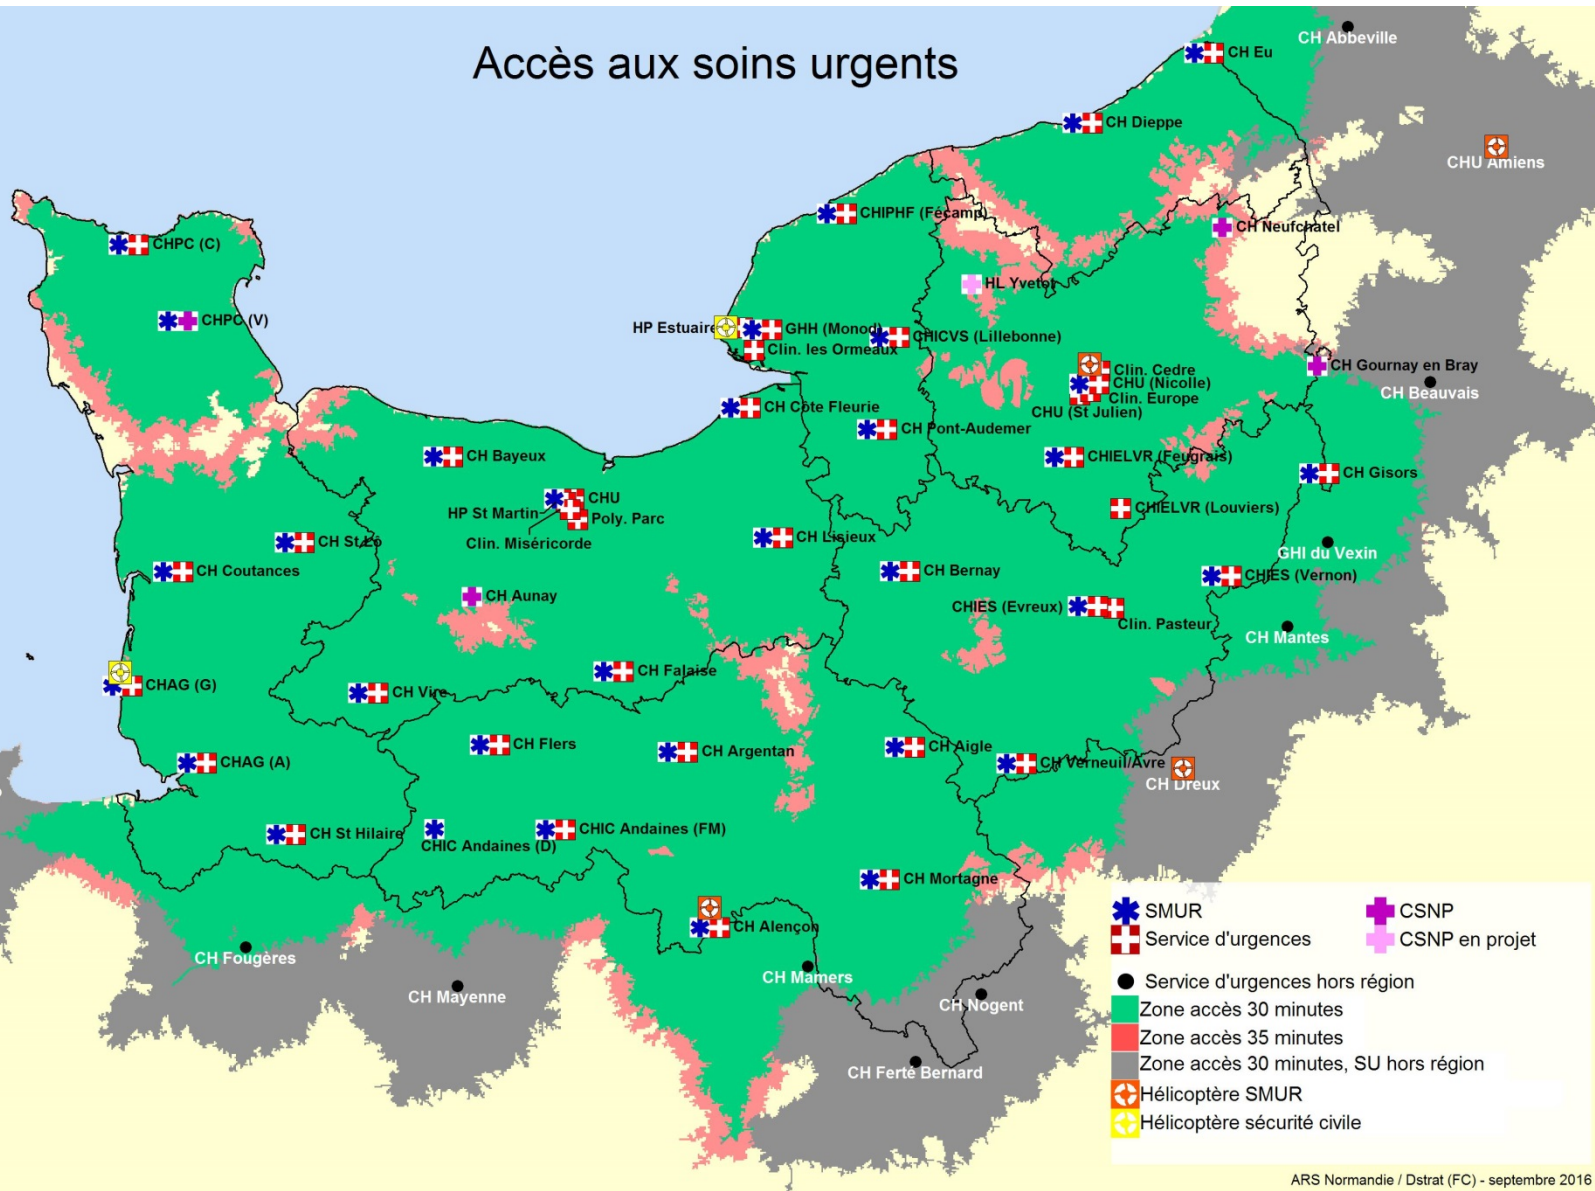 Accès aux soins urgents
CH Abbeville
CH Eu
CH Dieppe
CHU Amiens
CHIPHF (Fécamp)
CH Neufchatel
CHPC (C)
HL Yvetot
CHPC (V)
HP Estuaire
GHH (Monod)
CHICVS (Lillebonne)
Clin. les Ormeaux
CH Gournay en Bray
Clin. Cedre
CHU (Nicolle)
CH Beauvais
Clin. Europe
CHU (St Julien)
CH Côte Fleurie
CH Pont-Audemer
CH Bayeux
CHIELVR (Feugrais)
CH Gisors
CHU
HP St Martin
Poly. Parc
CHIELVR (Louviers)
Clin. Miséricorde
CH Lisieux
CH St Lô
GHI du Vexin
CH Coutances
CH Bernay
CHIES (Vernon)
CH Aunay
CHIES (Evreux)
Clin. Pasteur
CH Mantes
CH Falaise
CHAG (G)
CH Vire
CH Flers
CH Argentan
CH Aigle
CHAG (A)
CH Verneuil/Avre
CH Dreux
CH St Hilaire
CHIC Andaines (FM)
CHIC Andaines (D)
CH Mortagne
CH Alençon
CH Fougères
CH Mamers
CH Mayenne
CH Nogent
CH Ferté Bernard
SMUR
CSNP
Service d'urgences
CSNP en projet
Service d'urgences hors région
Zone accès 30 minutes
Zone accès 35 minutes
Zone accès 30 minutes, SU hors région
Hélicoptère SMUR
Hélicoptère sécurité civile
ARS Normandie / Dstrat (FC) - septembre 2016